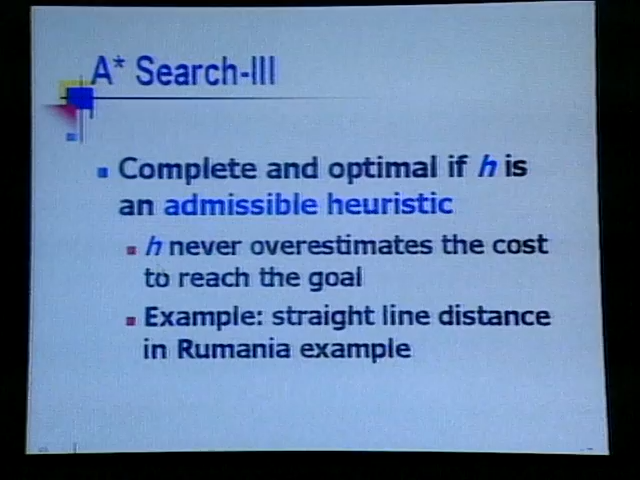 A* Search-III
Complete and optimal if h is
an admissible heuristic
h never overestimates the cost
to reach the goal
Example: straight line distance
in Rumania example